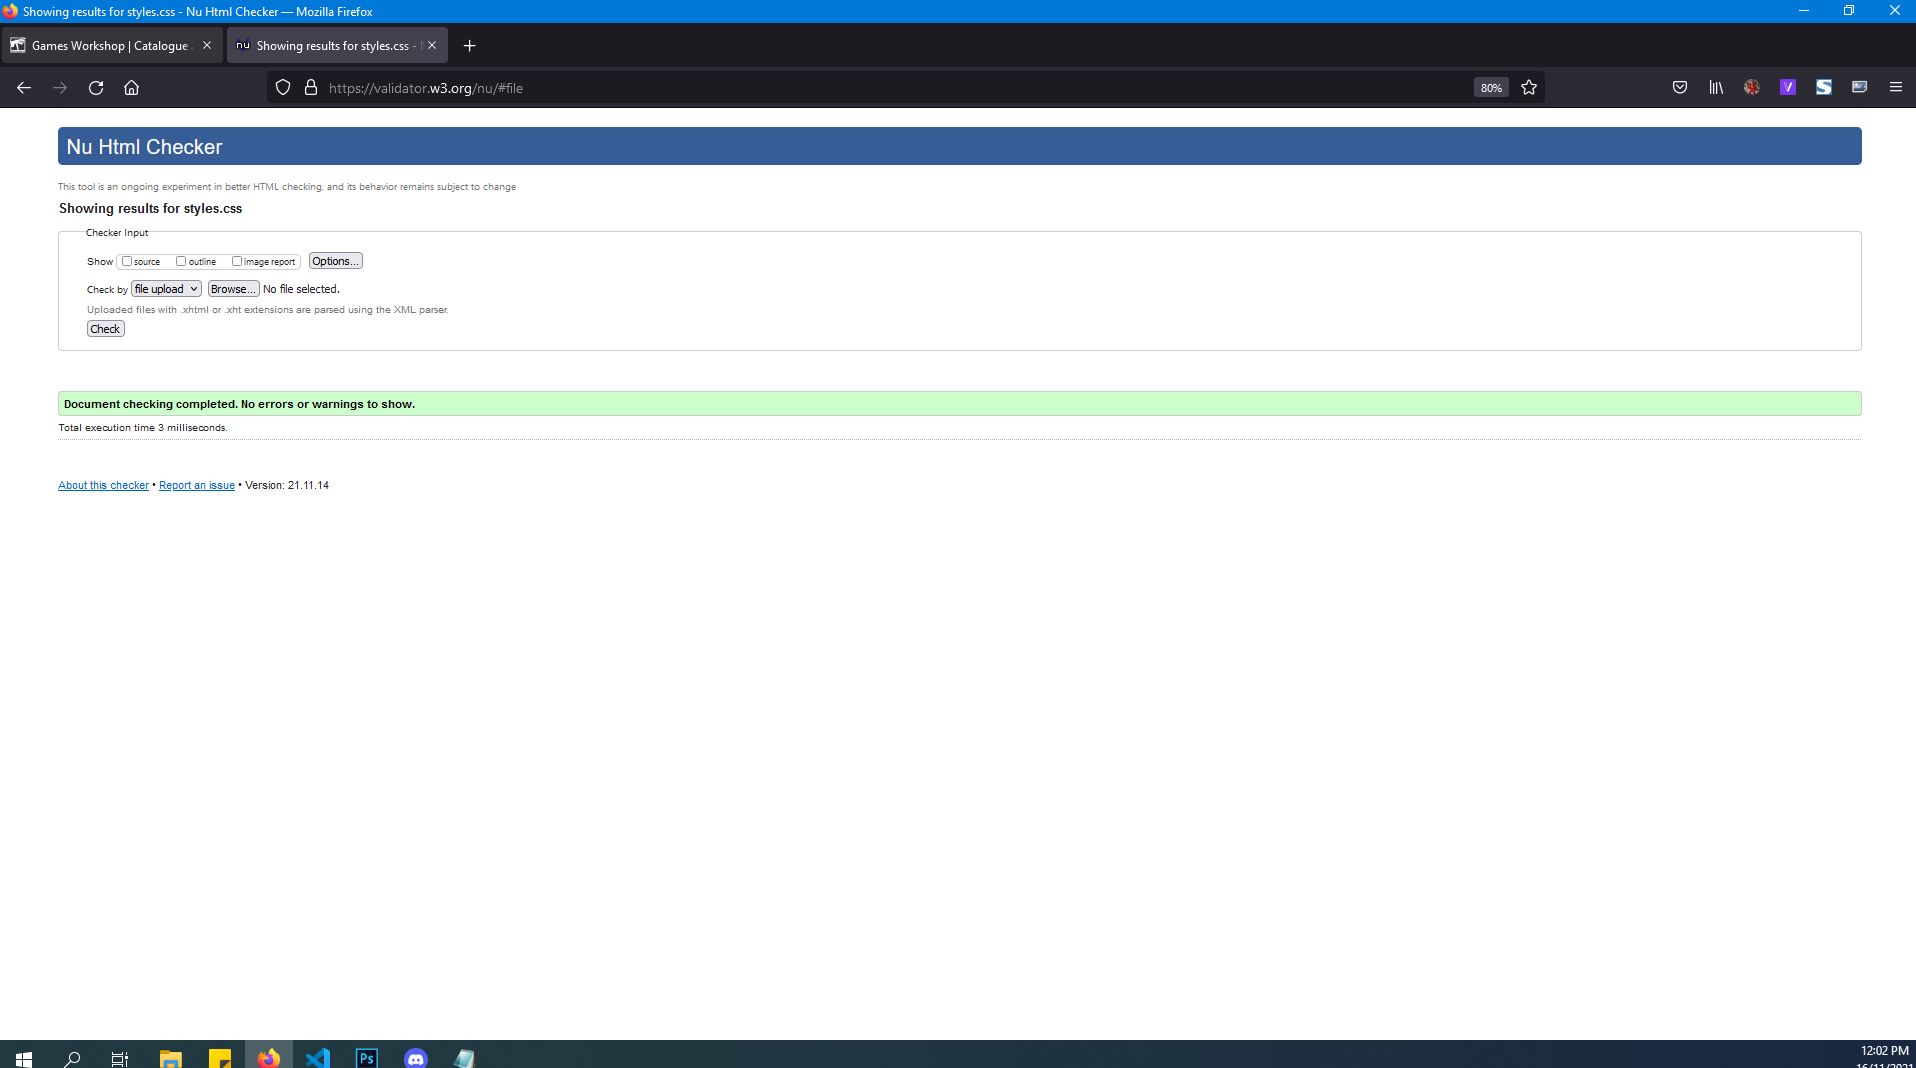 Showing results for styles.css - Nu Html Checker — Mozilla Firefox
Games Workshop | Catalogue
nu Showing results for styles.css -
https://validator.w3.org/nu/#file
80%
Nu Html Checker
This tool is an ongoing experiment in better HTML checking, and its behavior remains subject to change
Showing results for styles.css
Checker Input
Show source outline image report Options...
Check by file upload Browse... No file selected.
Uploaded files with .xhtml or .xht extensions are parsed using the XML parser.
Check
Document checking completed. No errors or warnings to show.
Total execution time 3 milliseconds.
About this checker • Report an issue • Version: 21.11.14
Ps
12:02 PM
16/11/2021